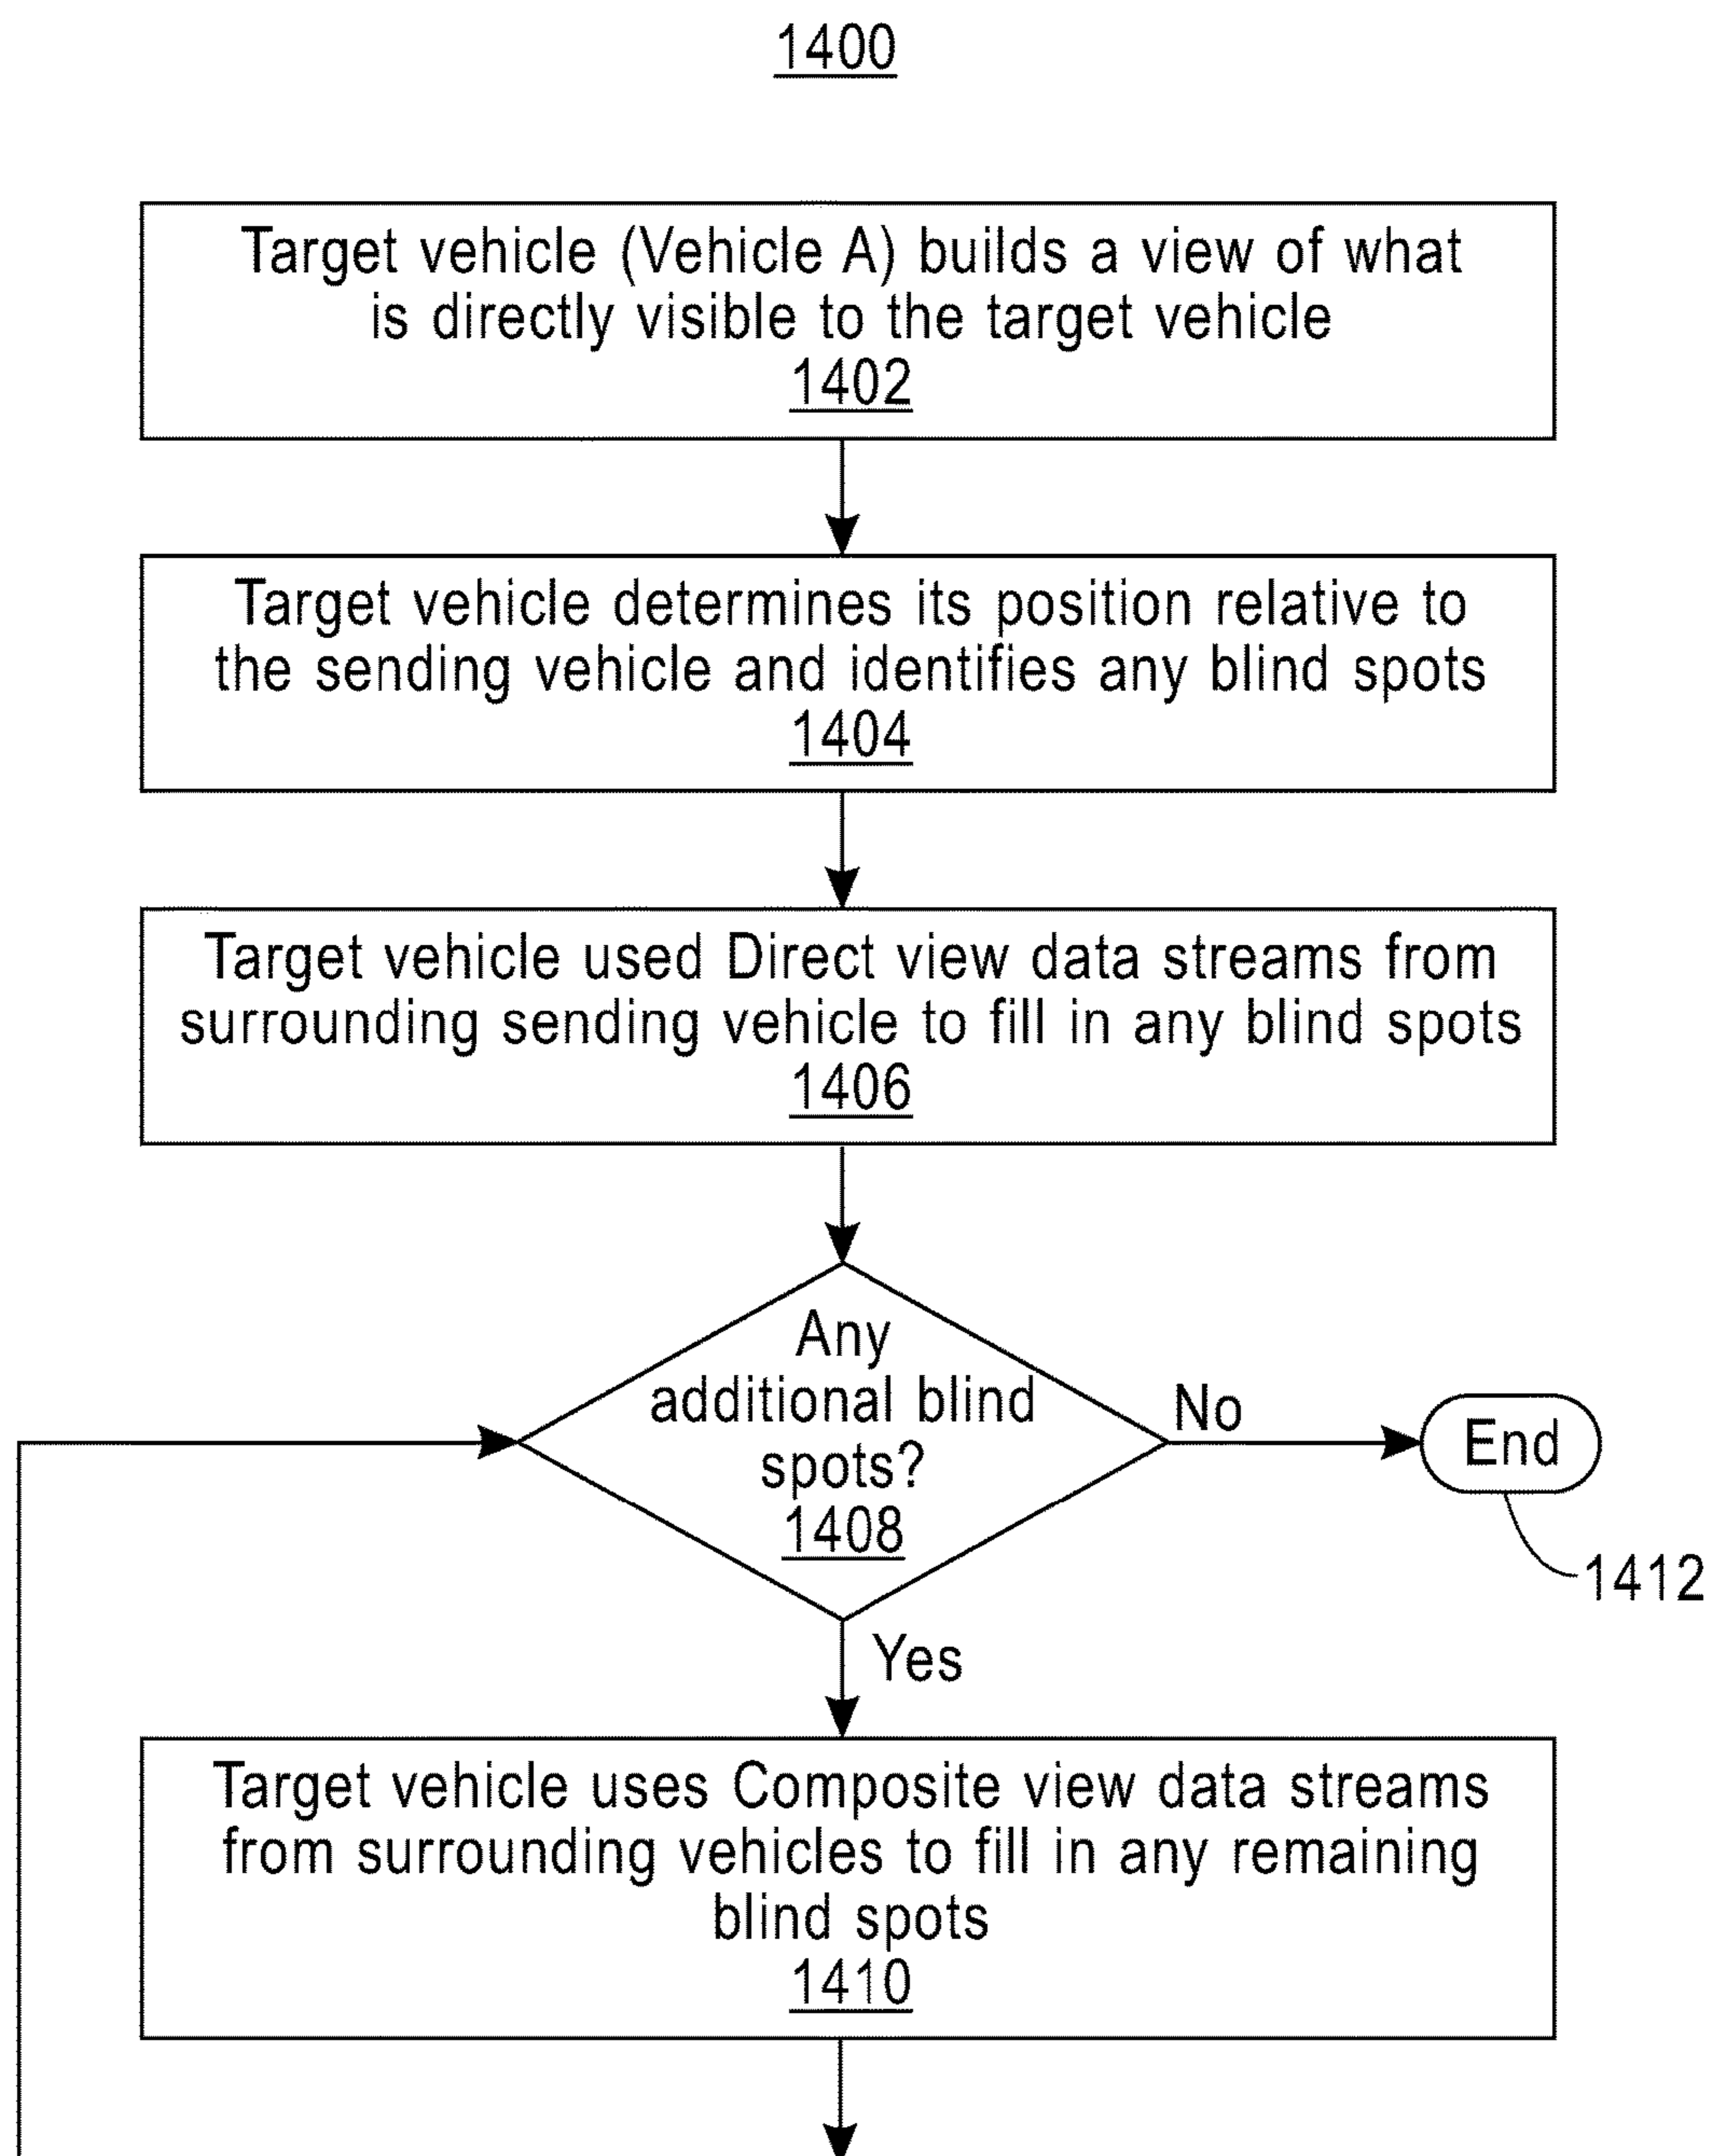 1400
Target vehicle (Vehicle A) builds a view of what
is directly visible to the target vehicle
1402
Target vehicle determines its position relative to
the sending vehicle and identifies any blind spots
1404
Target vehicle used Direct view data streams from
surrounding sending vehicle to fill in any blind spots
1406
Any
additional blind
spots?
1408
No
End
1412
Yes
Target vehicle uses Composite view data streams
from surrounding vehicles to fill in any remaining
blind spots
1410